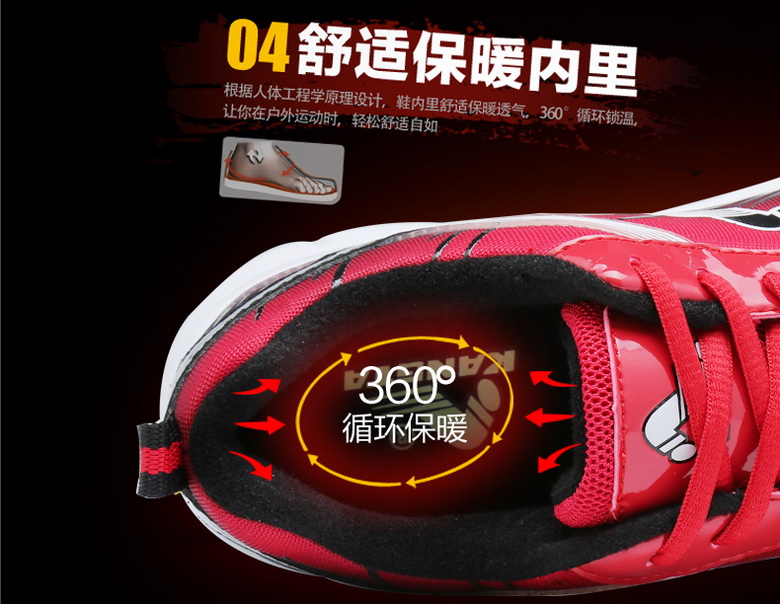 04 舒适保暖内里
根据人体工程学原理设计，鞋内里舒适保暖透气，360°循环锁温，
让你在户外运动时，轻松舒适自如
360°
循环保暖